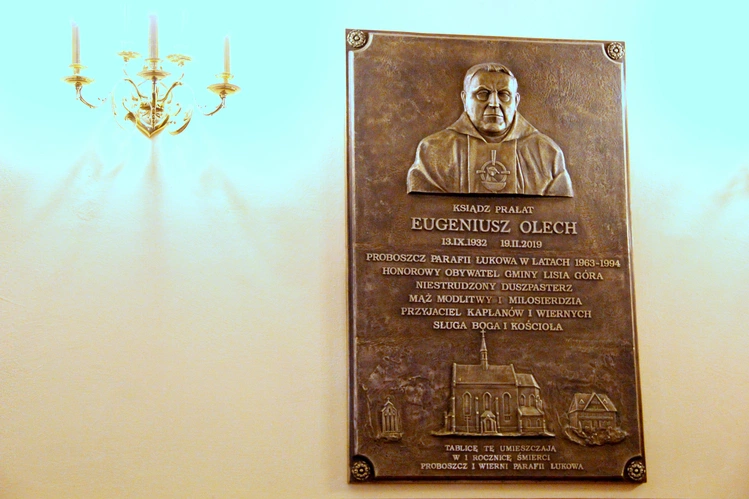 KSIĄDZ PRAŁAT
EUGENIUSZ OLECH
13.IX.1932 19.II.2019
PROBOSZCZ PARAFII ŁUKOWA W LATACH 1963-1994
HONOROWY OBYWATEL GMINY LISIA GÓRA
NIESTRUDZONY DUSZPASTERZ
MĄŻ MODLITWY I MIŁOSIERDZIA
PRZYJACIEL KAPŁANÓW I WIERNYCH
SŁUGA BOGA I KOŚCIOŁA
TABLICĘ TĘ UMIESZCZAJĄ
W I ROCZNICĘ ŚMIERCI
PROBOSZCZ I WIERNI PARAFII ŁUKOWA